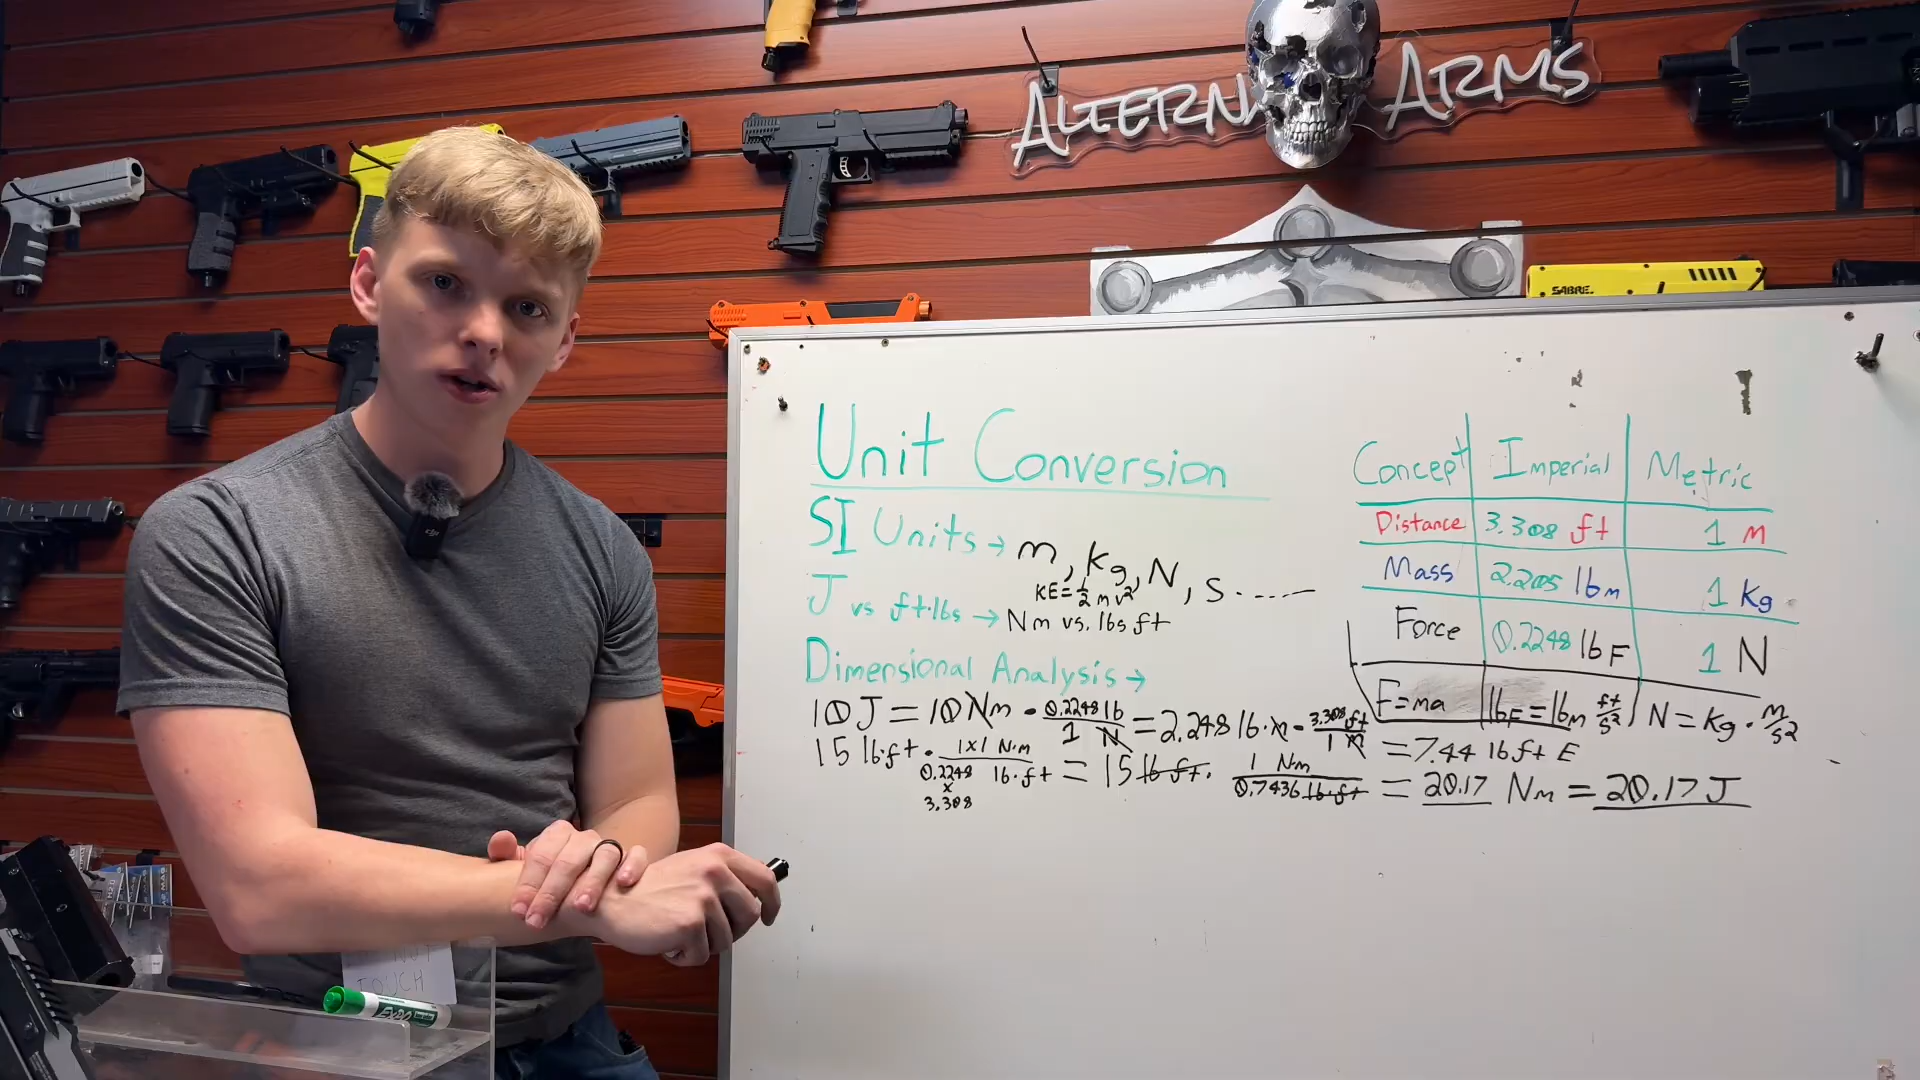 ALTERNA ARMS
SABRE
Unit Conversion
SI Units → m, Kg, N, s.----
KE=½mv²
J vs ft·lbs → Nm vs. lbs ft
Dimensional Analysis →
10J = 10Nm · 0.2248 lb / 1 N = 2.248 lb·m · 3.308 ft / 1 m = 7.44 lb ft E
15 lb·ft · 1x1 N·m / 0.2248 x 3.308 lb·ft = 15 lb ft · 1 Nm / 0.7436 lb·ft = 20.17 Nm = 20.17 J
Concept Imperial Metric
Distance 3.308 ft 1 M
Mass 2.205 lbm 1 Kg
Force 0.2248 lbF 1 N
F=ma lbF=lbm ft/s² N=Kg·m/s²
TOUCH
EXPO
dji